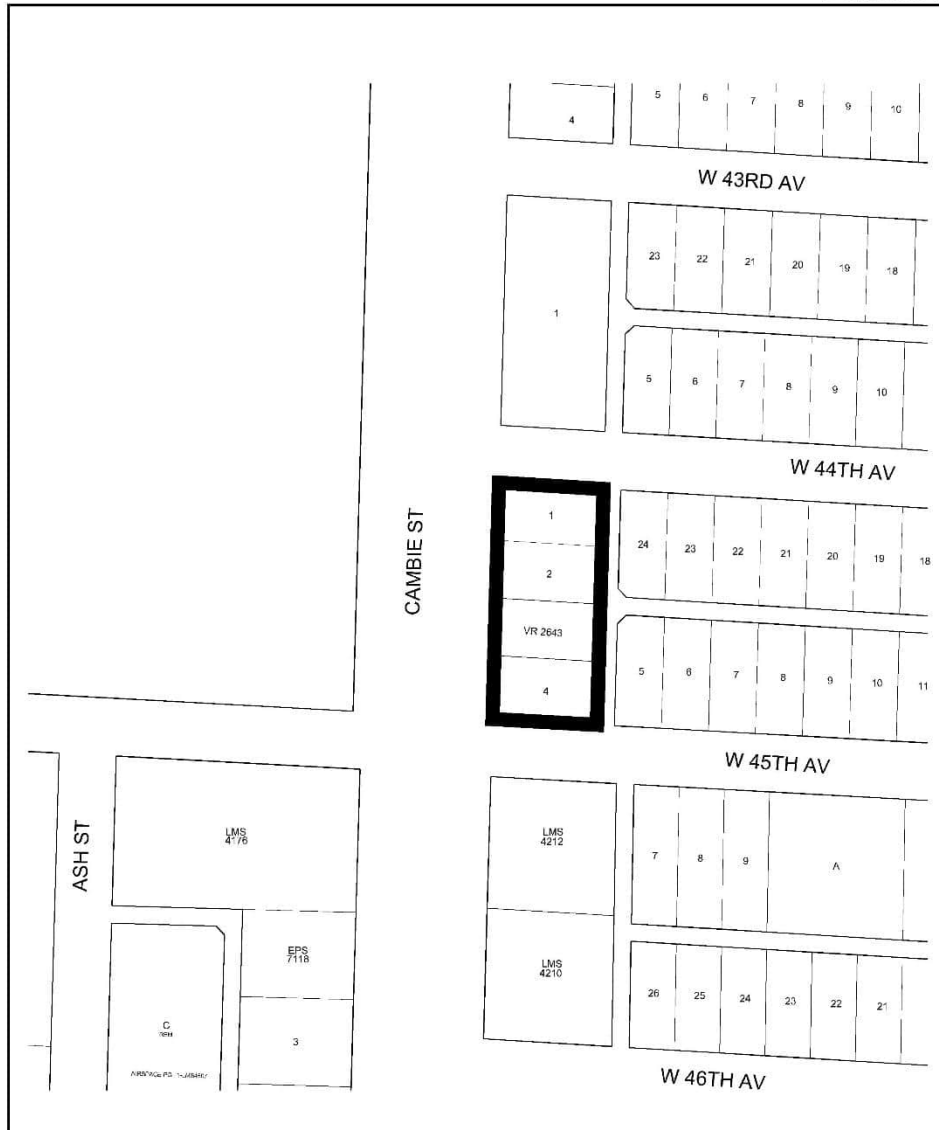 5 6 7 8 9 10
4
W 43RD AV
23 22 21 20 19 18
1
5 6 7 8 9 10
W 44TH AV
CAMBIE ST
1
2
VR 2643
4
24 23 22 21 20 19 18
5 6 7 8 9 10 11
W 45TH AV
ASH ST
LMS
4176
LMS
4212
7 8 9 A
EPS
7118
LMS
4210
C
REM
3
26 25 24 23 22 21
W 46TH AV